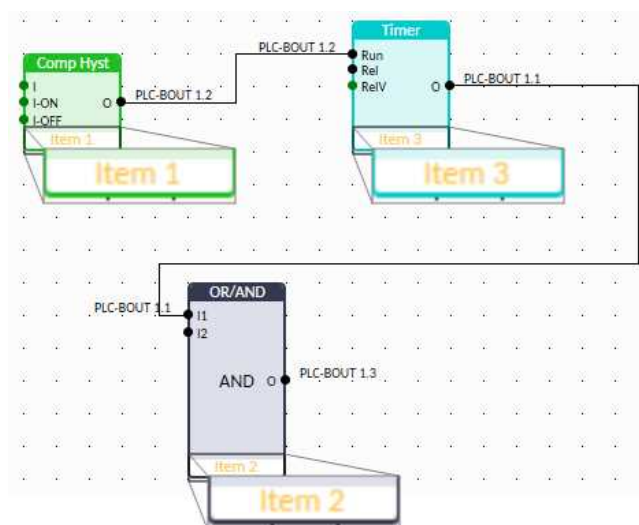 Timer
PLC-BOUT 1.2
Run
Comp Hyst
Rel
I
RelV
O
PLC-BOUT 1.1
I-ON
O
PLC-BOUT 1.2
I-OFF
Item 1
Item 3
Item 1
Item 3
OR/AND
PLC-BOUT 1.1
I1
I2
AND
O
PLC-BOUT 1.3
Item 2
Item 2